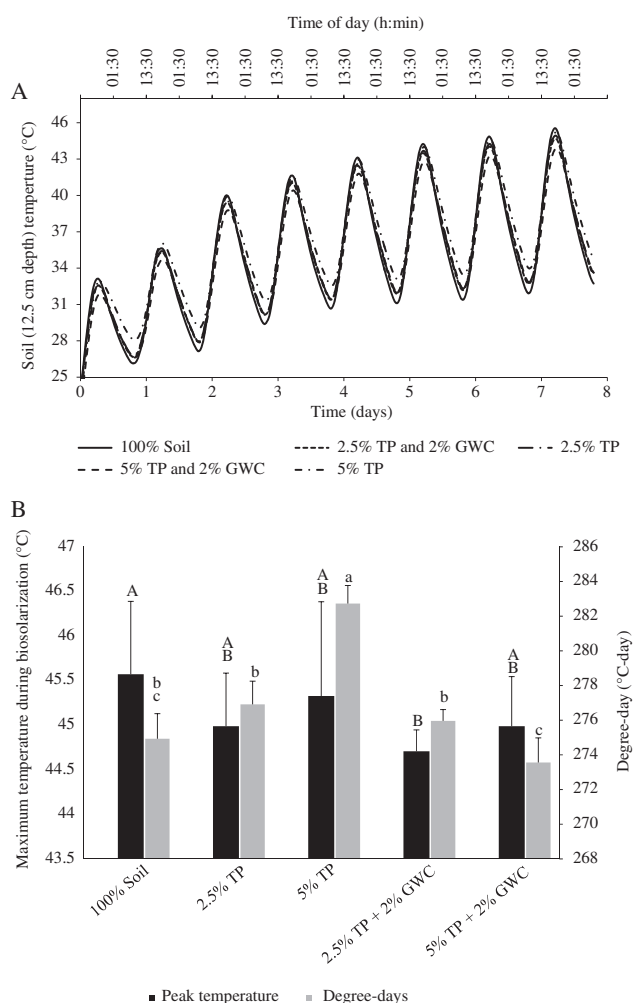 Time of day (h:min)
01:30 13:30 01:30 13:30 01:30 13:30 01:30 13:30 01:30 13:30 01:30 13:30 01:30 13:30 01:30
A
Soil (12.5 cm depth) temperture (°C)
46
43
40
37
34
31
28
25
0 1 2 3 4 5 6 7 8
Time (days)
100% Soil 2.5% TP and 2% GWC 2.5% TP
5% TP and 2% GWC 5% TP
B
Maximum temperature during biosolarization (°C)
47
46.5
46
45.5
45
44.5
44
43.5
A
b
c
A
B
b
A
B
a
B
b
A
B
c
286
284
282
280
278
276
274
272
270
268
Degree-day (°C-day)
100% Soil
2.5% TP
5% TP
2.5% TP + 2% GWC
5% TP + 2% GWC
Peak temperature Degree-days